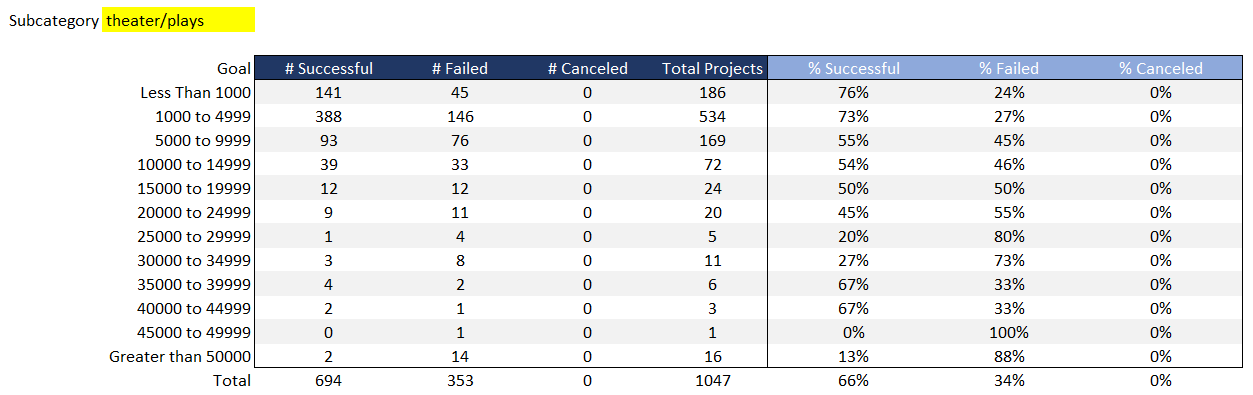 Subcategory theater/plays
Goal # Successful # Failed # Canceled Total Projects % Successful % Failed % Canceled
Less Than 1000 141 45 0 186 76% 24% 0%
1000 to 4999 388 146 0 534 73% 27% 0%
5000 to 9999 93 76 0 169 55% 45% 0%
10000 to 14999 39 33 0 72 54% 46% 0%
15000 to 19999 12 12 0 24 50% 50% 0%
20000 to 24999 9 11 0 20 45% 55% 0%
25000 to 29999 1 4 0 5 20% 80% 0%
30000 to 34999 3 8 0 11 27% 73% 0%
35000 to 39999 4 2 0 6 67% 33% 0%
40000 to 44999 2 1 0 3 67% 33% 0%
45000 to 49999 0 1 0 1 0% 100% 0%
Greater than 50000 2 14 0 16 13% 88% 0%
Total 694 353 0 1047 66% 34% 0%